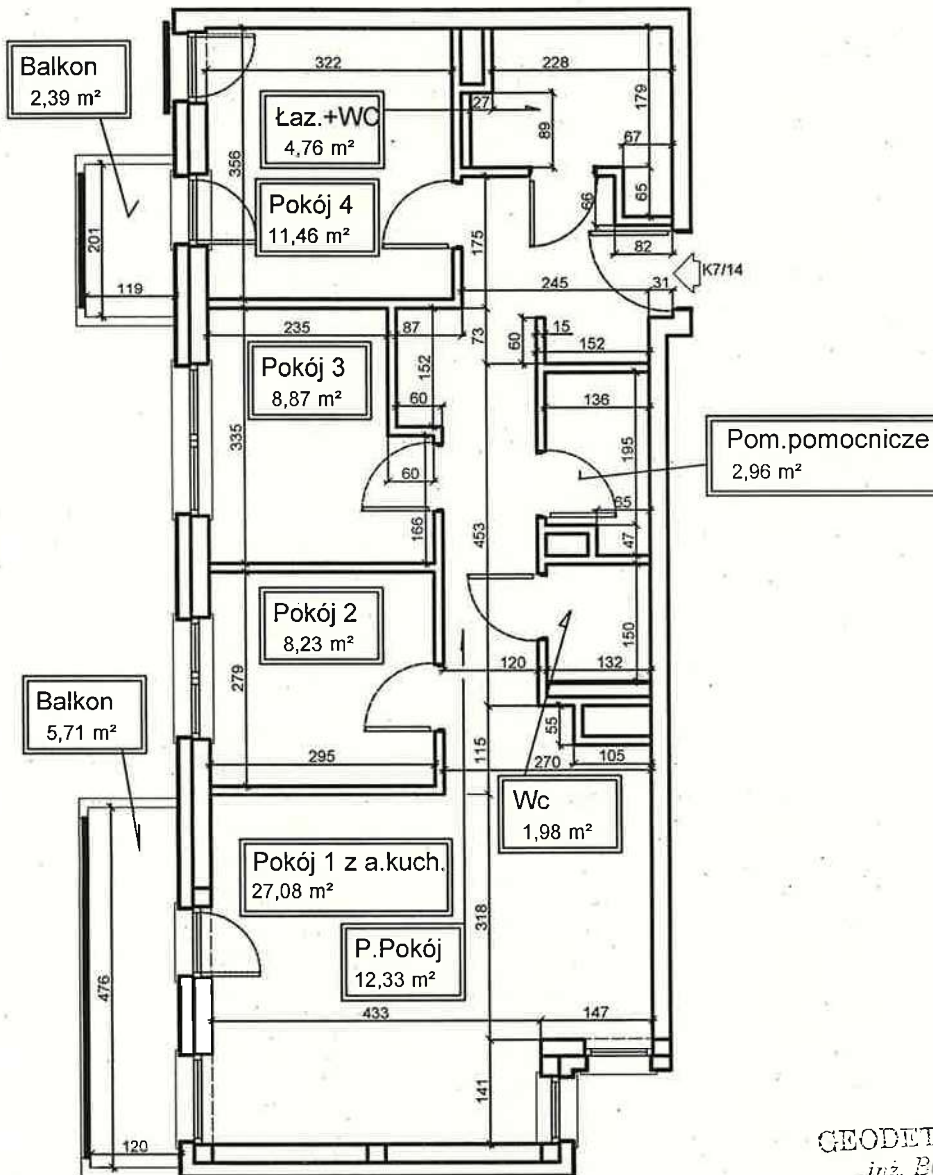 Balkon
2,39 m²
322
228
27
179
Łaz.+WC
4,76 m²
89
67
65
356
Pokój 4
11,46 m²
66
175
82
201
119
245
31
K7/14
235
87
73
60
15
152
152
Pokój 3
8,87 m²
60
136
335
195
Pom.pomocnicze
2,96 m²
60
65
166
453
47
Pokój 2
8,23 m²
150
279
120
132
Balkon
5,71 m²
55
295
115
270
105
Wc
1,98 m²
Pokój 1 z a.kuch.
27,08 m²
318
P.Pokój
12,33 m²
476
433
147
141
120
GEODET
inż. B